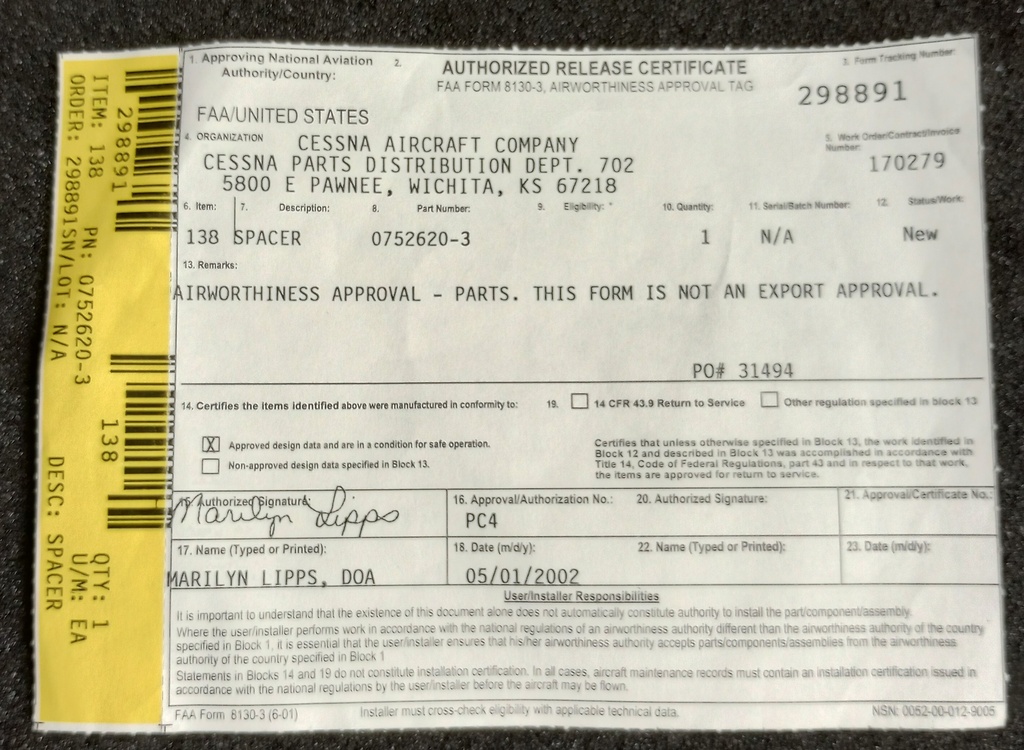 298891
ITEM: 138 PN: 0752620-3 QTY: 1
ORDER: 298891SN/LOT: N/A U/M: EA
138
DESC: SPACER
1. Approving National Aviation Authority/Country:
FAA/UNITED STATES
2.
AUTHORIZED RELEASE CERTIFICATE
FAA FORM 8130-3, AIRWORTHINESS APPROVAL TAG
3. Form Tracking Number:
298891
4. ORGANIZATION
CESSNA AIRCRAFT COMPANY
CESSNA PARTS DISTRIBUTION DEPT. 702
5800 E PAWNEE, WICHITA, KS 67218
5. Work Order/Contract/Invoice Number:
170279
6. Item: 7. Description: 8. Part Number: 9. Eligibility: * 10. Quantity: 11. Serial/Batch Number: 12. Status/Work:
138 SPACER 0752620-3 1 N/A New
13. Remarks:
AIRWORTHINESS APPROVAL - PARTS. THIS FORM IS NOT AN EXPORT APPROVAL.
PO# 31494
14. Certifies the items identified above were manufactured in conformity to:
X Approved design data and are in a condition for safe operation.
Non-approved design data specified in Block 13.
19. 14 CFR 43.9 Return to Service Other regulation specified in block 13
Certifies that unless otherwise specified in Block 13, the work identified in
Block 12 and described in Block 13 was accomplished in accordance with
Title 14, Code of Federal Regulations, part 43 and in respect to that work,
the items are approved for return to service.
15. Authorized Signature:
Marilyn Lipps
16. Approval/Authorization No.:
PC4
20. Authorized Signature:
21. Approval/Certificate No.:
17. Name (Typed or Printed):
MARILYN LIPPS, DOA
18. Date (m/d/y):
05/01/2002
22. Name (Typed or Printed):
23. Date (m/d/y):
User/Installer Responsibilities
It is important to understand that the existence of this document alone does not automatically constitute authority to install the part/component/assembly.
Where the user/installer performs work in accordance with the national regulations of an airworthiness authority different than the airworthiness authority of the country
specified in Block 1, it is essential that the user/installer ensures that his/her airworthiness authority accepts parts/components/assemblies from the airworthiness
authority of the country specified in Block 1
Statements in Blocks 14 and 19 do not constitute installation certification. In all cases, aircraft maintenance records must contain an installation certification issued in
accordance with the national regulations by the user/installer before the aircraft may be flown.
FAA Form 8130-3 (6-01) Installer must cross-check eligibility with applicable technical data. NSN: 0052-00-012-9005